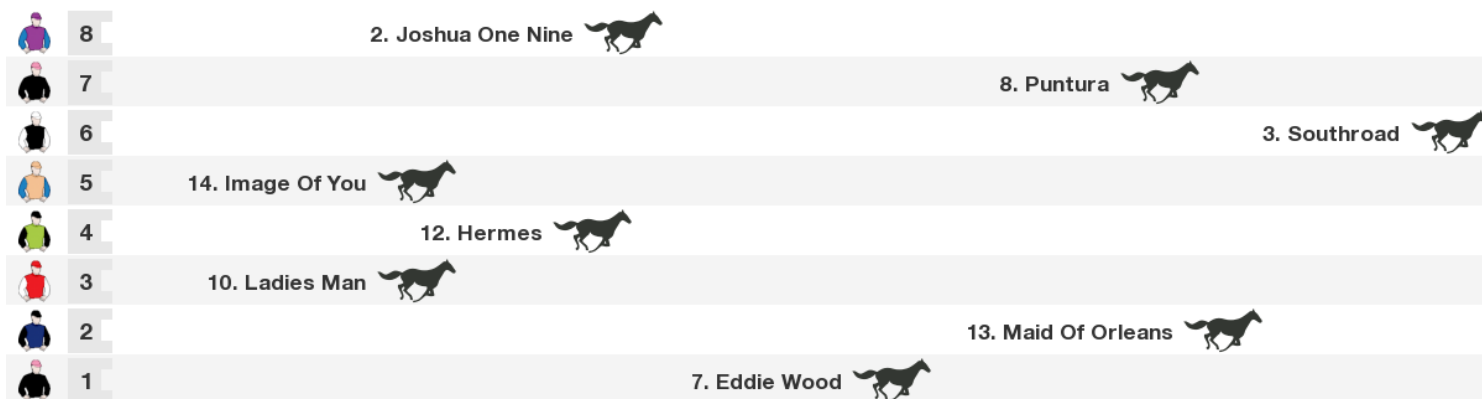 8 2. Joshua One Nine
7 8. Puntura
6 3. Southroad
5 14. Image Of You
4 12. Hermes
3 10. Ladies Man
2 13. Maid Of Orleans
1 7. Eddie Wood